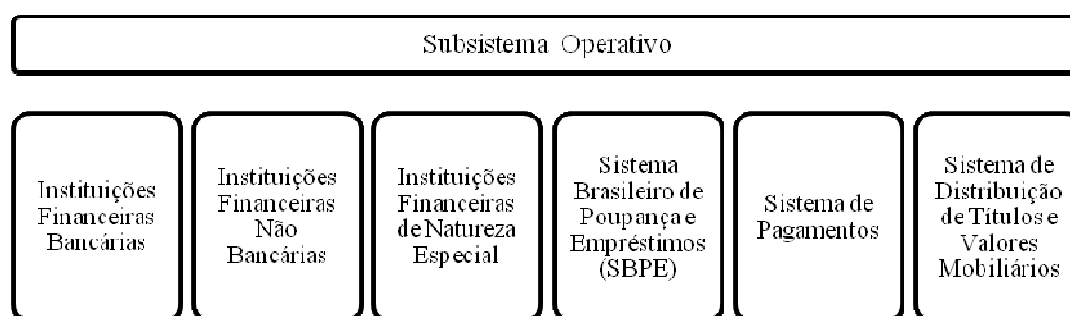 Subsistema Operativo
Instituições
Financeiras
Bancárias
Instituições
Financeiras
Não
Bancárias
Instituições
Financeiras
de Natureza
Especial
Sistema
Brasileiro de
Poupança e
Empréstimos
(SBPE)
Sistema de
Pagamentos
Sistema de
Distribuição
de Títulos e
Valores
Mobiliários